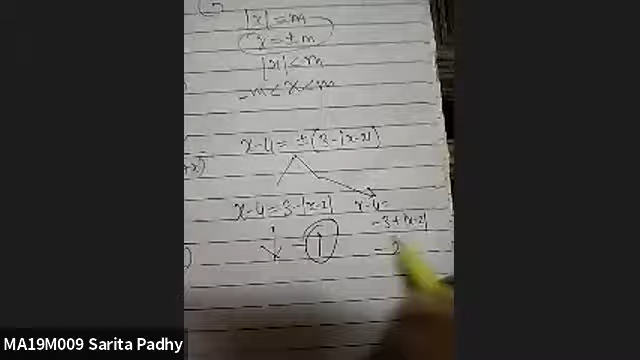 |x| = m
x = ±m
|x| < m
-m < x < m
x-4 = ±(3-|x-2|)
x-4 = 3-|x-2| x-4=
-3+|x-2|
MA19M009 Sarita Padhy